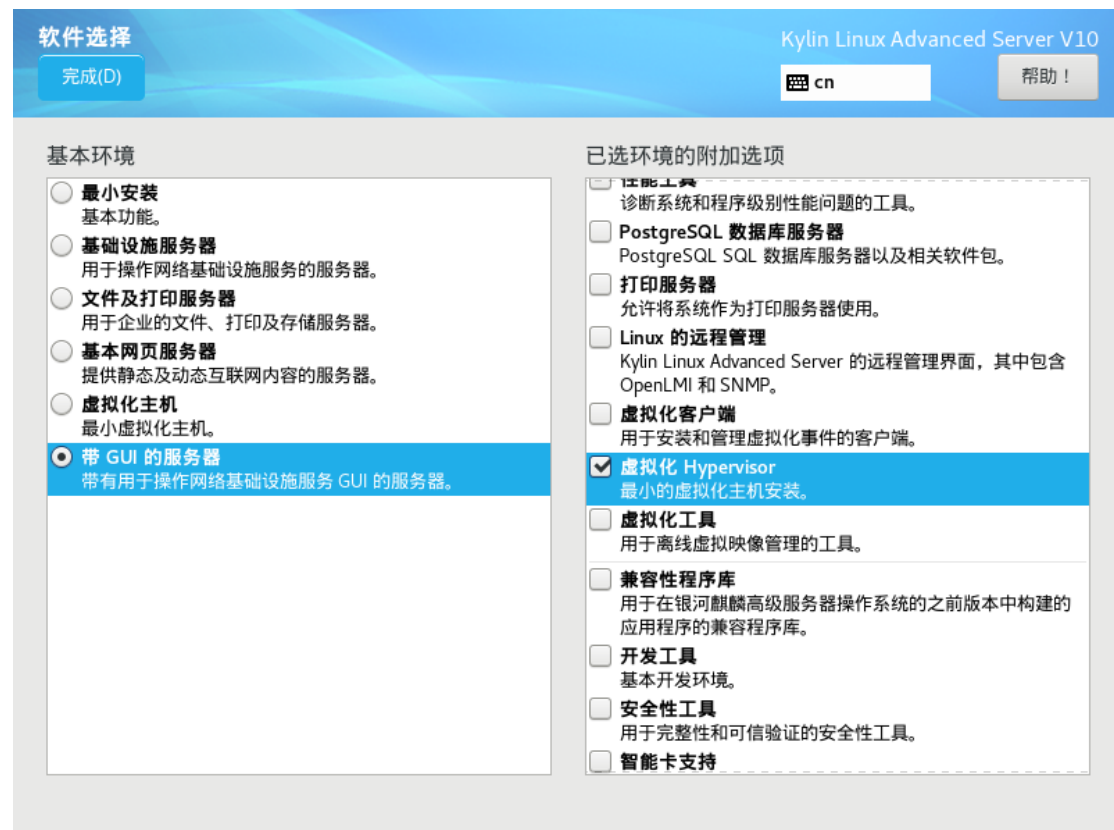 软件选择
Kylin Linux Advanced Server V10
完成(D)
cn
帮助！
基本环境
最小安装
基本功能。
基础设施服务器
用于操作网络基础设施服务的服务器。
文件及打印服务器
用于企业的文件、打印及存储服务器。
基本网页服务器
提供静态及动态互联网内容的服务器。
虚拟化主机
最小虚拟化主机。
带 GUI 的服务器
带有用于操作网络基础设施服务 GUI 的服务器。
已选环境的附加选项
性能工具
诊断系统和程序级别性能问题的工具。
PostgreSQL 数据库服务器
PostgreSQL SQL 数据库服务器以及相关软件包。
打印服务器
允许将系统作为打印服务器使用。
Linux 的远程管理
Kylin Linux Advanced Server 的远程管理界面，其中包含
OpenLMI 和 SNMP。
虚拟化客户端
用于安装和管理虚拟化事件的客户端。
虚拟化 Hypervisor
最小的虚拟化主机安装。
虚拟化工具
用于离线虚拟映像管理的工具。
兼容性程序库
用于在银河麒麟高级服务器操作系统的之前版本中构建的
应用程序的兼容程序库。
开发工具
基本开发环境。
安全性工具
用于完整性和可信验证的安全性工具。
智能卡支持